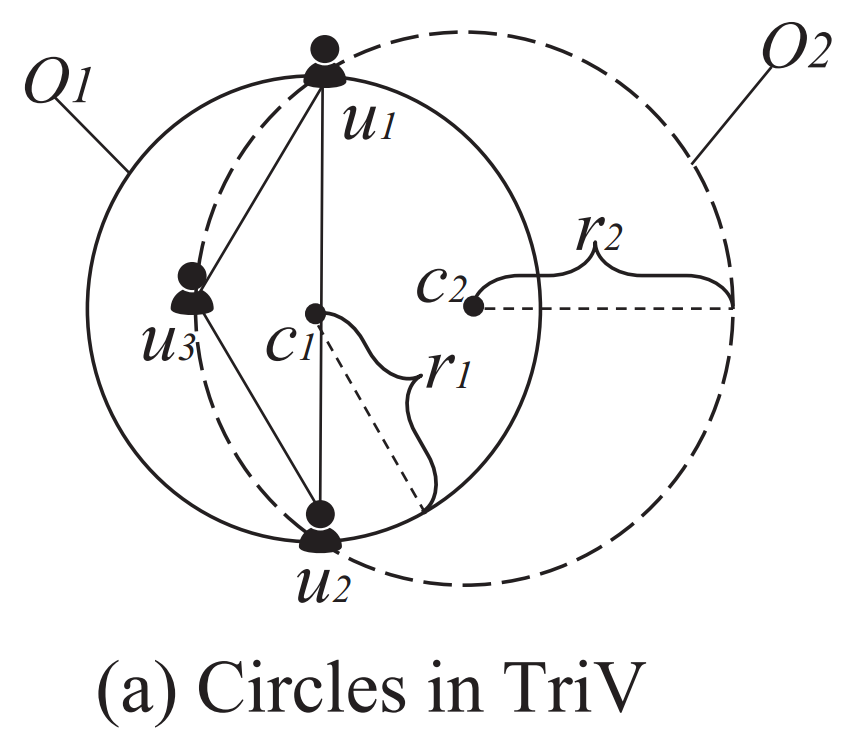 O1
O2
u1
r2
c2
u3
c1
r1
u2
(a) Circles in TriV